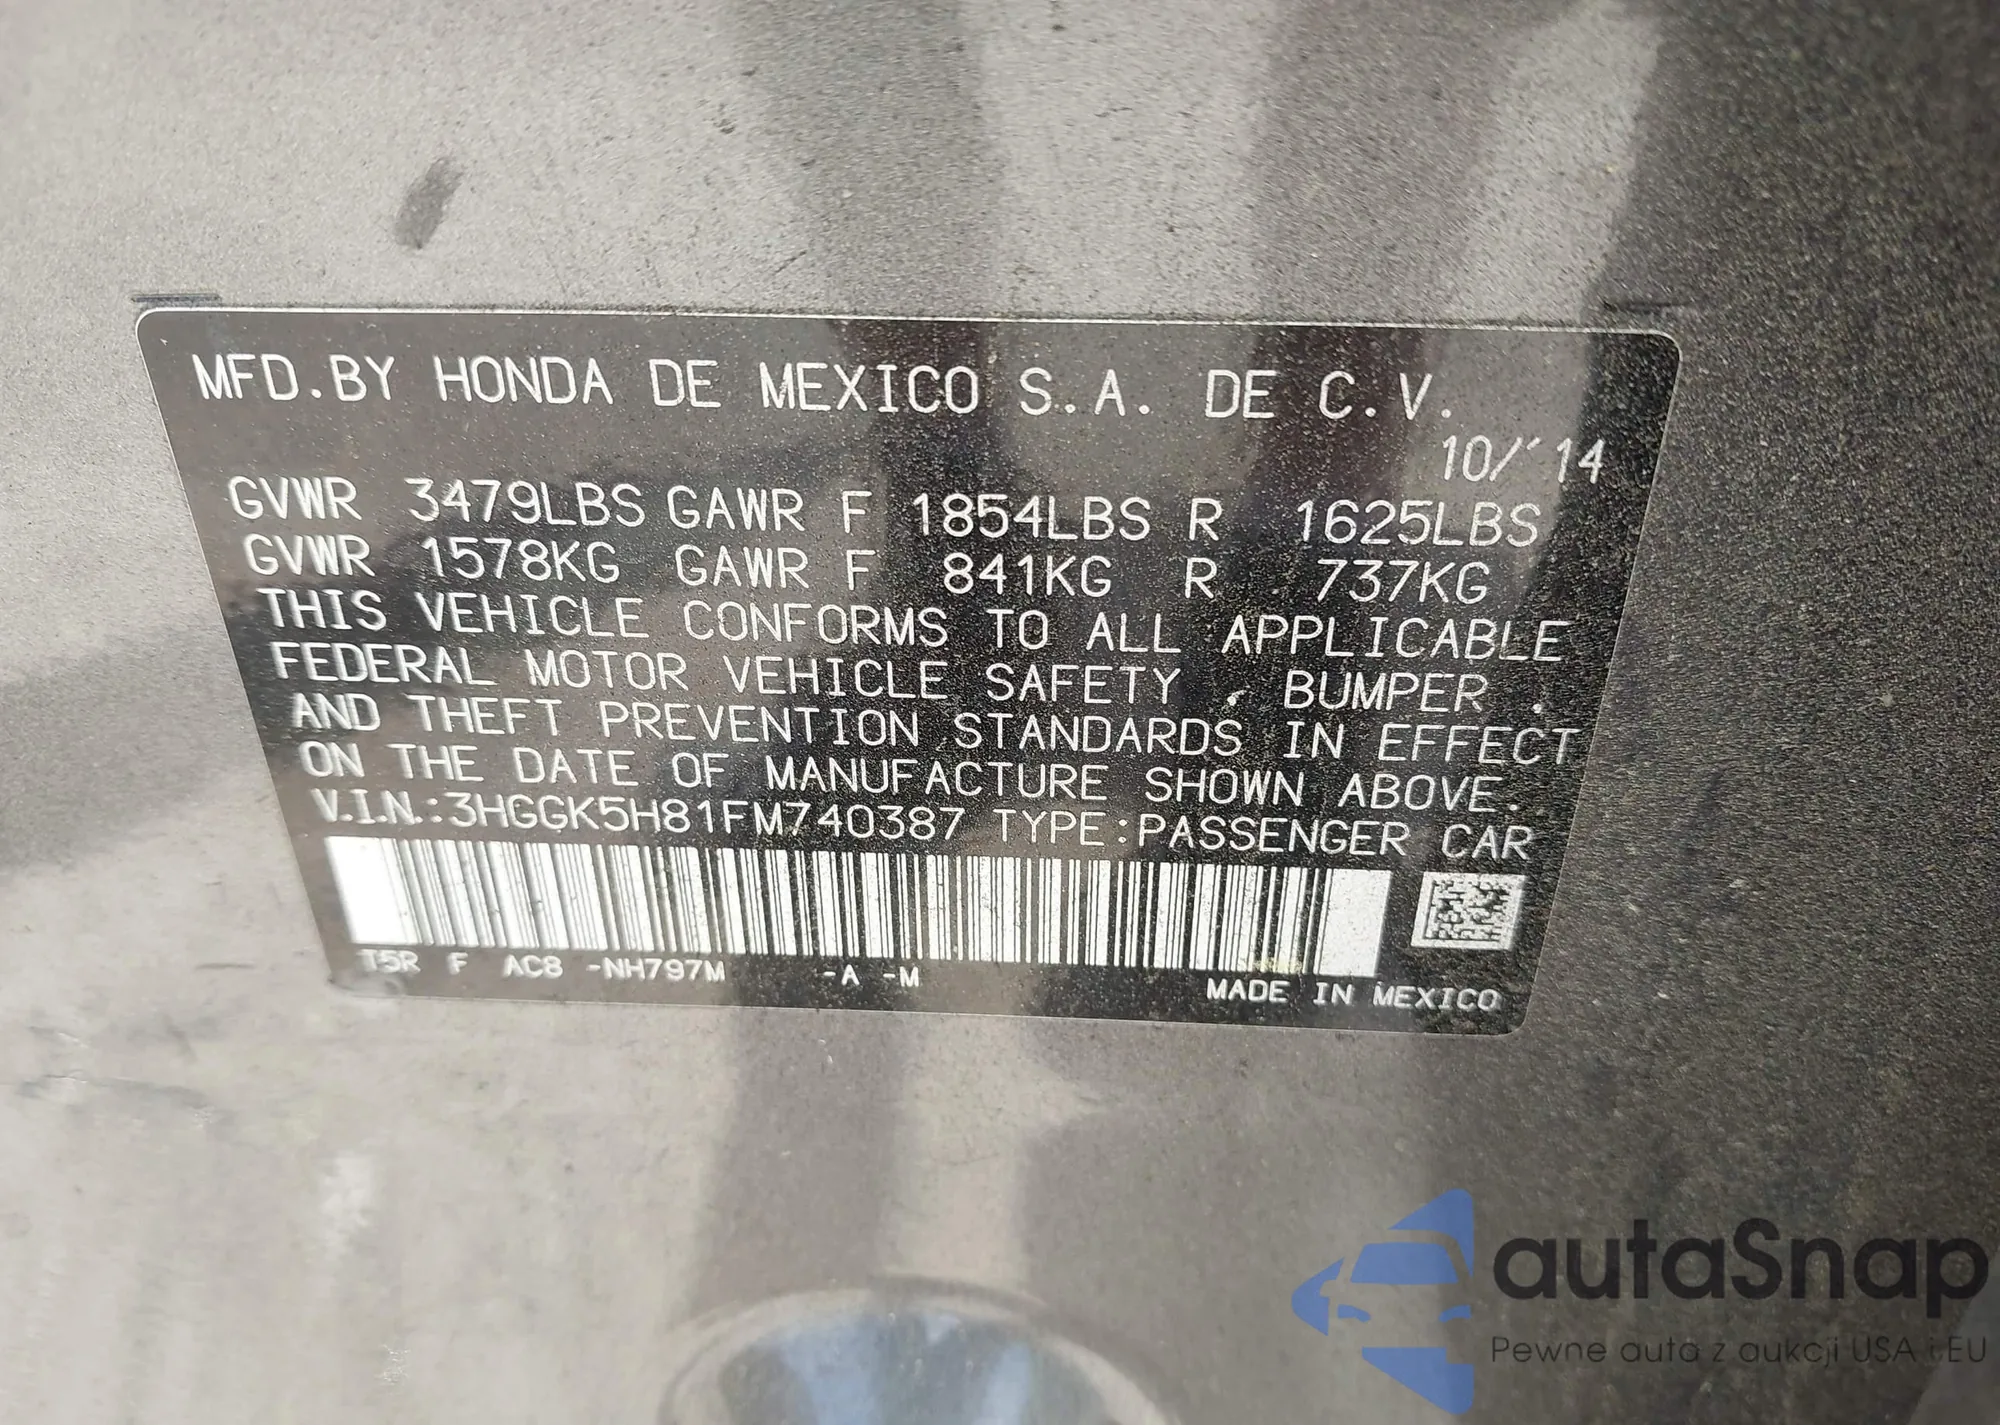 MFD.BY HONDA DE MEXICO S.A. DE C.V.
10/'14
GVWR 3479LBS GAWR F 1854LBS R 1625LBS
GVWR 1578KG GAWR F 841KG R 737KG
THIS VEHICLE CONFORMS TO ALL APPLICABLE
FEDERAL MOTOR VEHICLE SAFETY , BUMPER ,
AND THEFT PREVENTION STANDARDS IN EFFECT
ON THE DATE OF MANUFACTURE SHOWN ABOVE.
V.I.N.:3HGGK5H81FM740387 TYPE:PASSENGER CAR
T5R F AC8 -NH797M -A -M
MADE IN MEXICO
autaSnap
Pewne auta z aukcji USA i EU